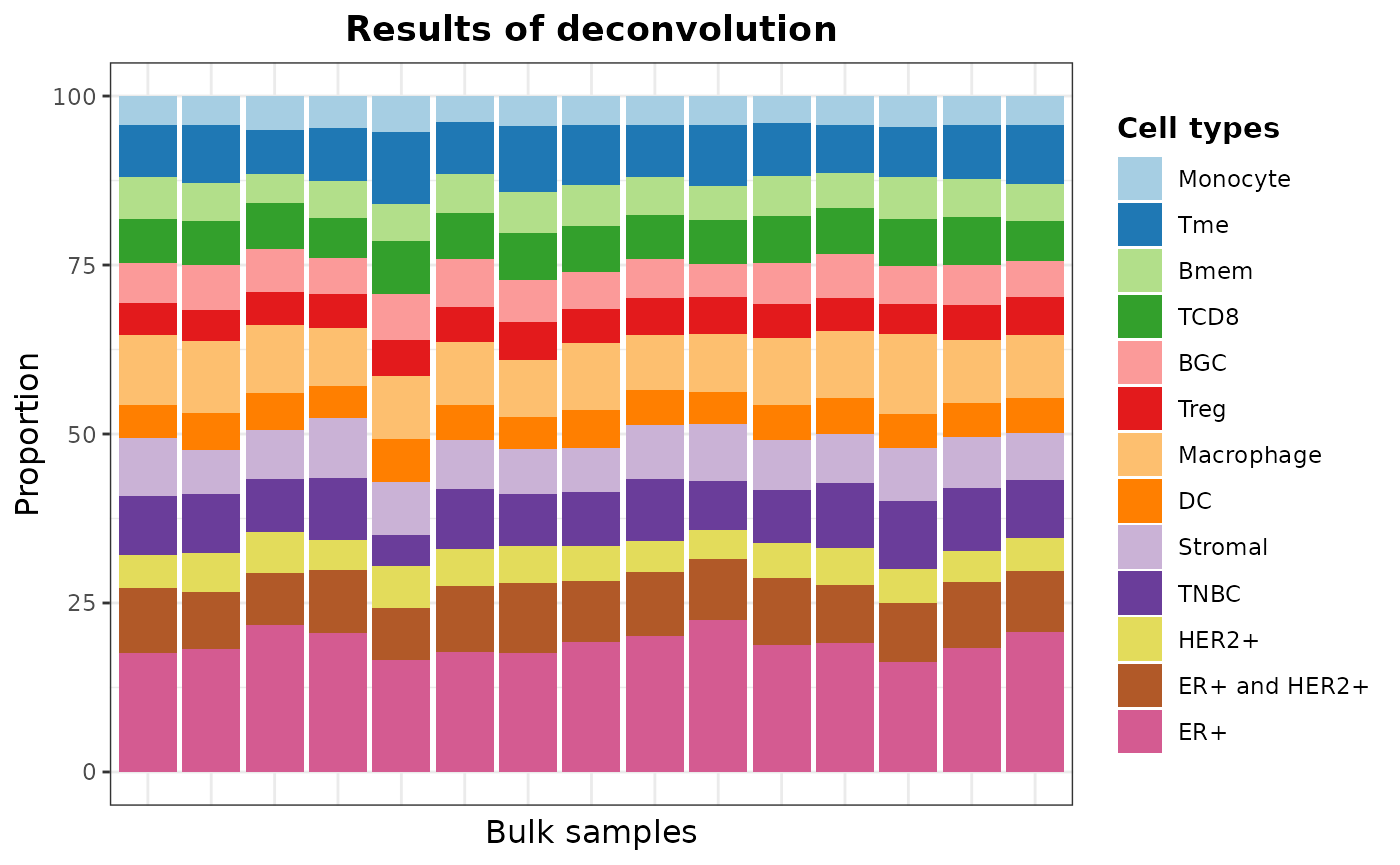 Results of deconvolution
Proportion
100
75
50
25
0
Bulk samples
Cell types
Monocyte
Tme
Bmem
TCD8
BGC
Treg
Macrophage
DC
Stromal
TNBC
HER2+
ER+ and HER2+
ER+